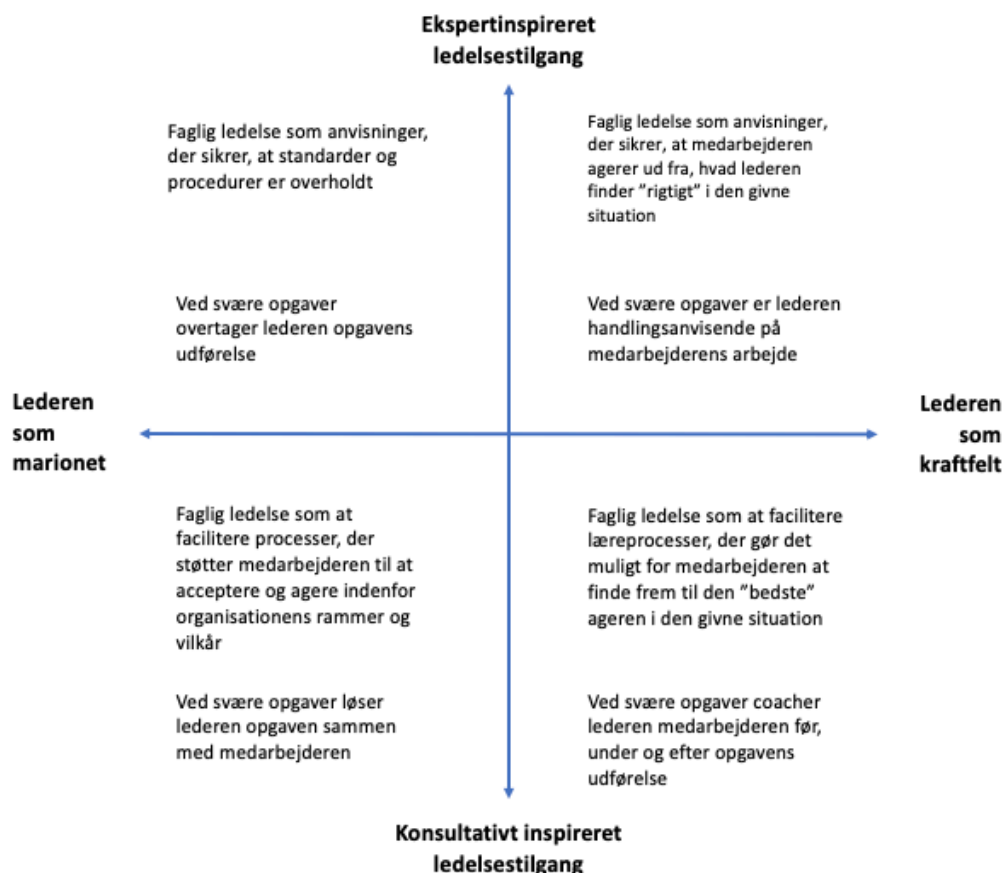 Ekspertinspireret
ledelsestilgang
Faglig ledelse som anvisninger,
der sikrer, at standarder og
procedurer er overholdt
Faglig ledelse som anvisninger,
der sikrer, at medarbejderen
agerer ud fra, hvad lederen
finder ”rigtigt” i den givne
situation
Ved svære opgaver
overtager lederen opgavens
udførelse
Ved svære opgaver er lederen
handlingsanvisende på
medarbejderens arbejde
Lederen
som
marionet
Lederen
som
kraftfelt
Faglig ledelse som at
facilitere processer, der
støtter medarbejderen til at
acceptere og agere indenfor
organisationens rammer og
vilkår
Faglig ledelse som at facilitere
læreprocesser, der gør det
muligt for medarbejderen at
finde frem til den ”bedste”
ageren i den givne situation
Ved svære opgaver løser
lederen opgaven sammen
med medarbejderen
Ved svære opgaver coacher
lederen medarbejderen før,
under og efter opgavens
udførelse
Konsultativt inspireret
ledelsestilgang